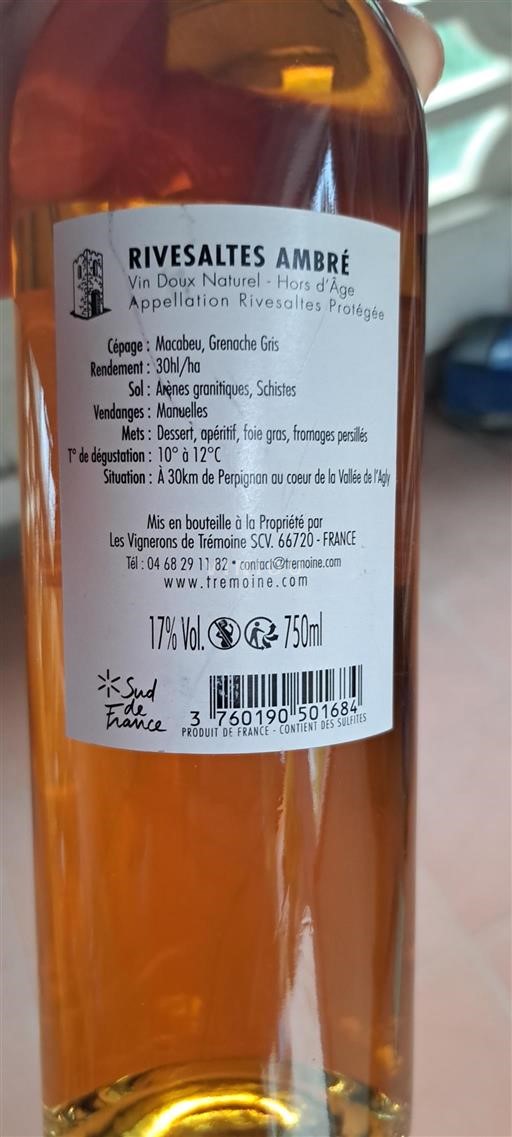 RIVESALTES AMBRÉ
Vin Doux Naturel - Hors d'Âge
Appellation Rivesaltes Protégée
Cépage : Macabeu, Grenache Gris
Rendement : 30hl/ha
Sol : Arènes granitiques, Schistes
Vendanges : Manuelles
Mets : Dessert, apéritif, foie gras, fromages persillés
T° de dégustation : 10° à 12°C
Situation : À 30km de Perpignan au coeur de la Vallée de l'Agly
Mis en bouteille à la Propriété par
Les Vignerons de Trémoine SCV. 66720 - FRANCE
Tél : 04 68 29 11 82 • contact@tremoine.com
www.tremoine.com
17% Vol. 750ml
Sud de France
3 760190 501684
PRODUIT DE FRANCE - CONTIENT DES SULFITES